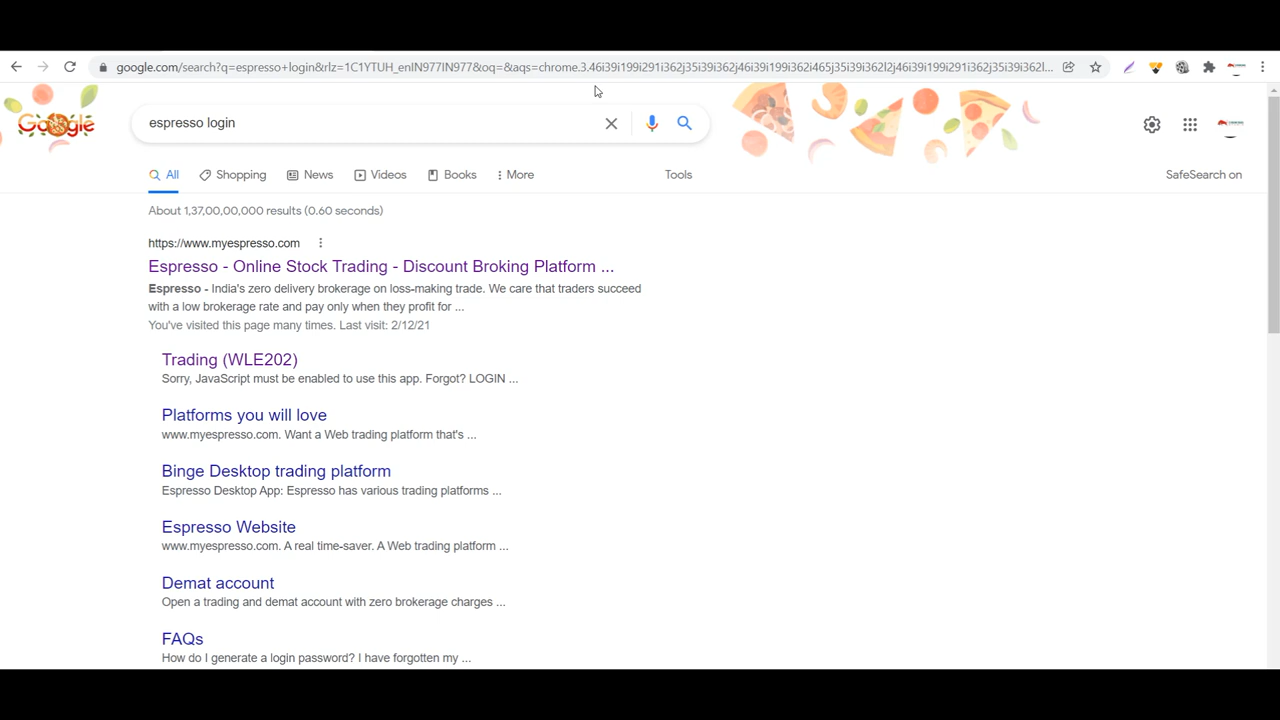 google.com/search?q=espresso+login&rlz=1C1YTUH_enIN977IN977&oq=&aqs=chrome.3.46i39i199i291i362j35i39i362j46i39i199i362i465j35i39i362l2j46i39i199i291i362j35i39i362l...
Google
espresso login
All Shopping News Videos Books More Tools SafeSearch on
About 1,37,00,00,000 results (0.60 seconds)
https://www.myespresso.com
Espresso - Online Stock Trading - Discount Broking Platform ...
Espresso - India's zero delivery brokerage on loss-making trade. We care that traders succeed
with a low brokerage rate and pay only when they profit for ...
You've visited this page many times. Last visit: 2/12/21
Trading (WLE202)
Sorry, JavaScript must be enabled to use this app. Forgot? LOGIN ...
Platforms you will love
www.myespresso.com. Want a Web trading platform that's ...
Binge Desktop trading platform
Espresso Desktop App: Espresso has various trading platforms ...
Espresso Website
www.myespresso.com. A real time-saver. A Web trading platform ...
Demat account
Open a trading and demat account with zero brokerage charges ...
FAQs
How do I generate a login password? I have forgotten my ...